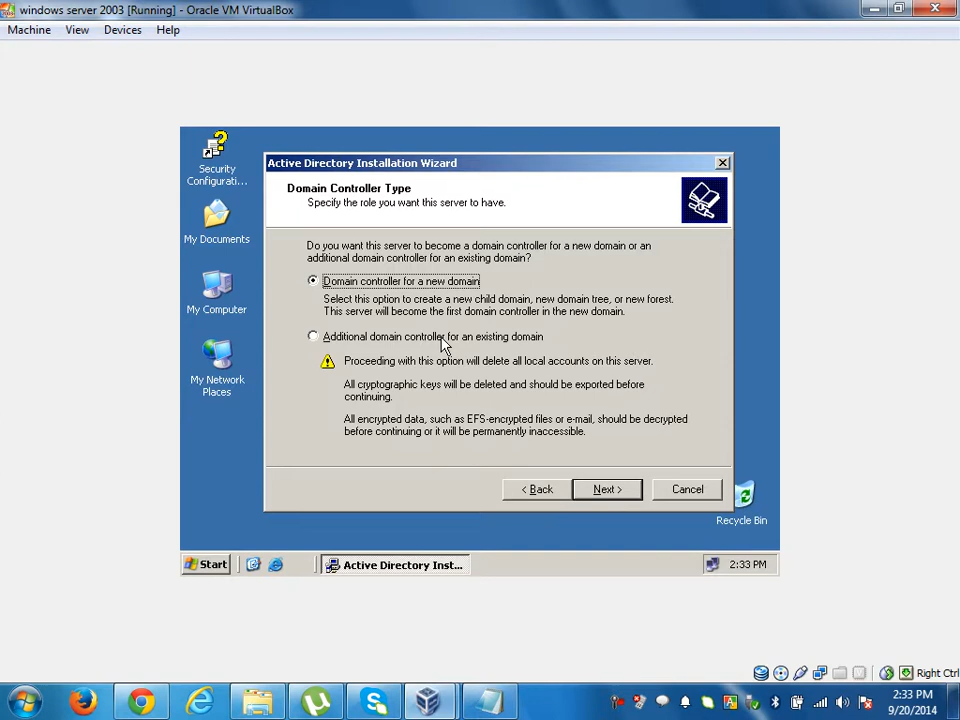 windows server 2003 [Running] - Oracle VM VirtualBox
Machine View Devices Help
Security
Configurati...
My Documents
My Computer
My Network
Places
Active Directory Installation Wizard
Domain Controller Type
Specify the role you want this server to have.
Do you want this server to become a domain controller for a new domain or an
additional domain controller for an existing domain?
Domain controller for a new domain
Select this option to create a new child domain, new domain tree, or new forest.
This server will become the first domain controller in the new domain.
Additional domain controller for an existing domain
Proceeding with this option will delete all local accounts on this server.
All cryptographic keys will be deleted and should be exported before
continuing.
All encrypted data, such as EFS-encrypted files or e-mail, should be decrypted
before continuing or it will be permanently inaccessible.
< Back Next > Cancel
Recycle Bin
Start Active Directory Inst... 2:33 PM
Right Ctrl
2:33 PM
9/20/2014